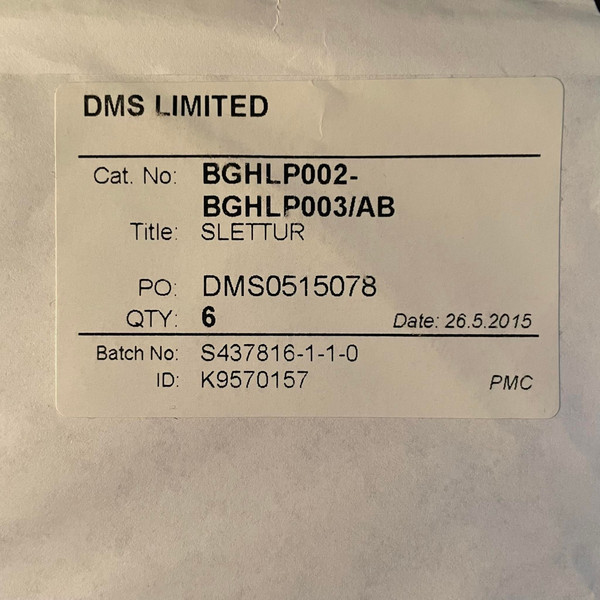 DMS LIMITED
Cat. No: BGHLP002-
BGHLP003/AB
Title: SLETTUR
PO: DMS0515078
QTY: 6 Date: 26.5.2015
Batch No: S437816-1-1-0
ID: K9570157 PMC